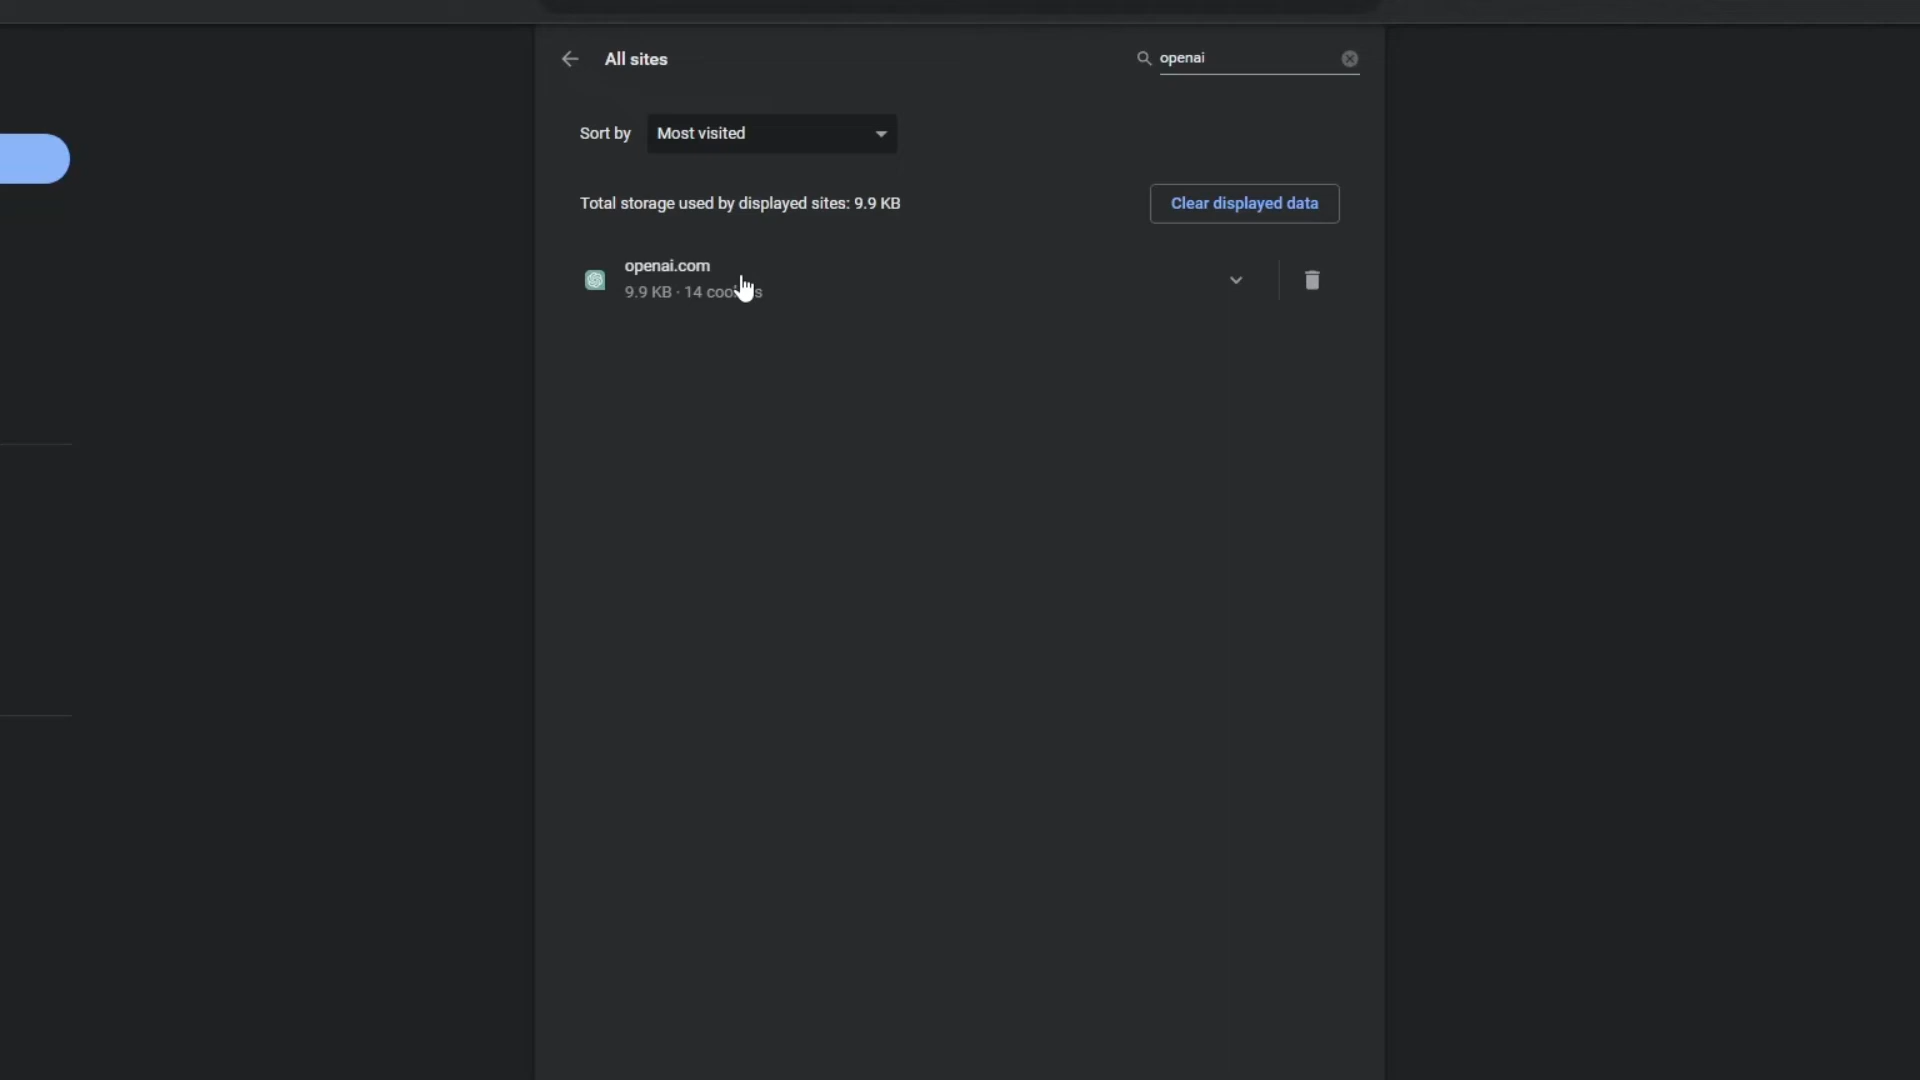 All sites
openai
Sort by Most visited
Total storage used by displayed sites: 9.9 KB
Clear displayed data
openai.com
9.9 KB · 14